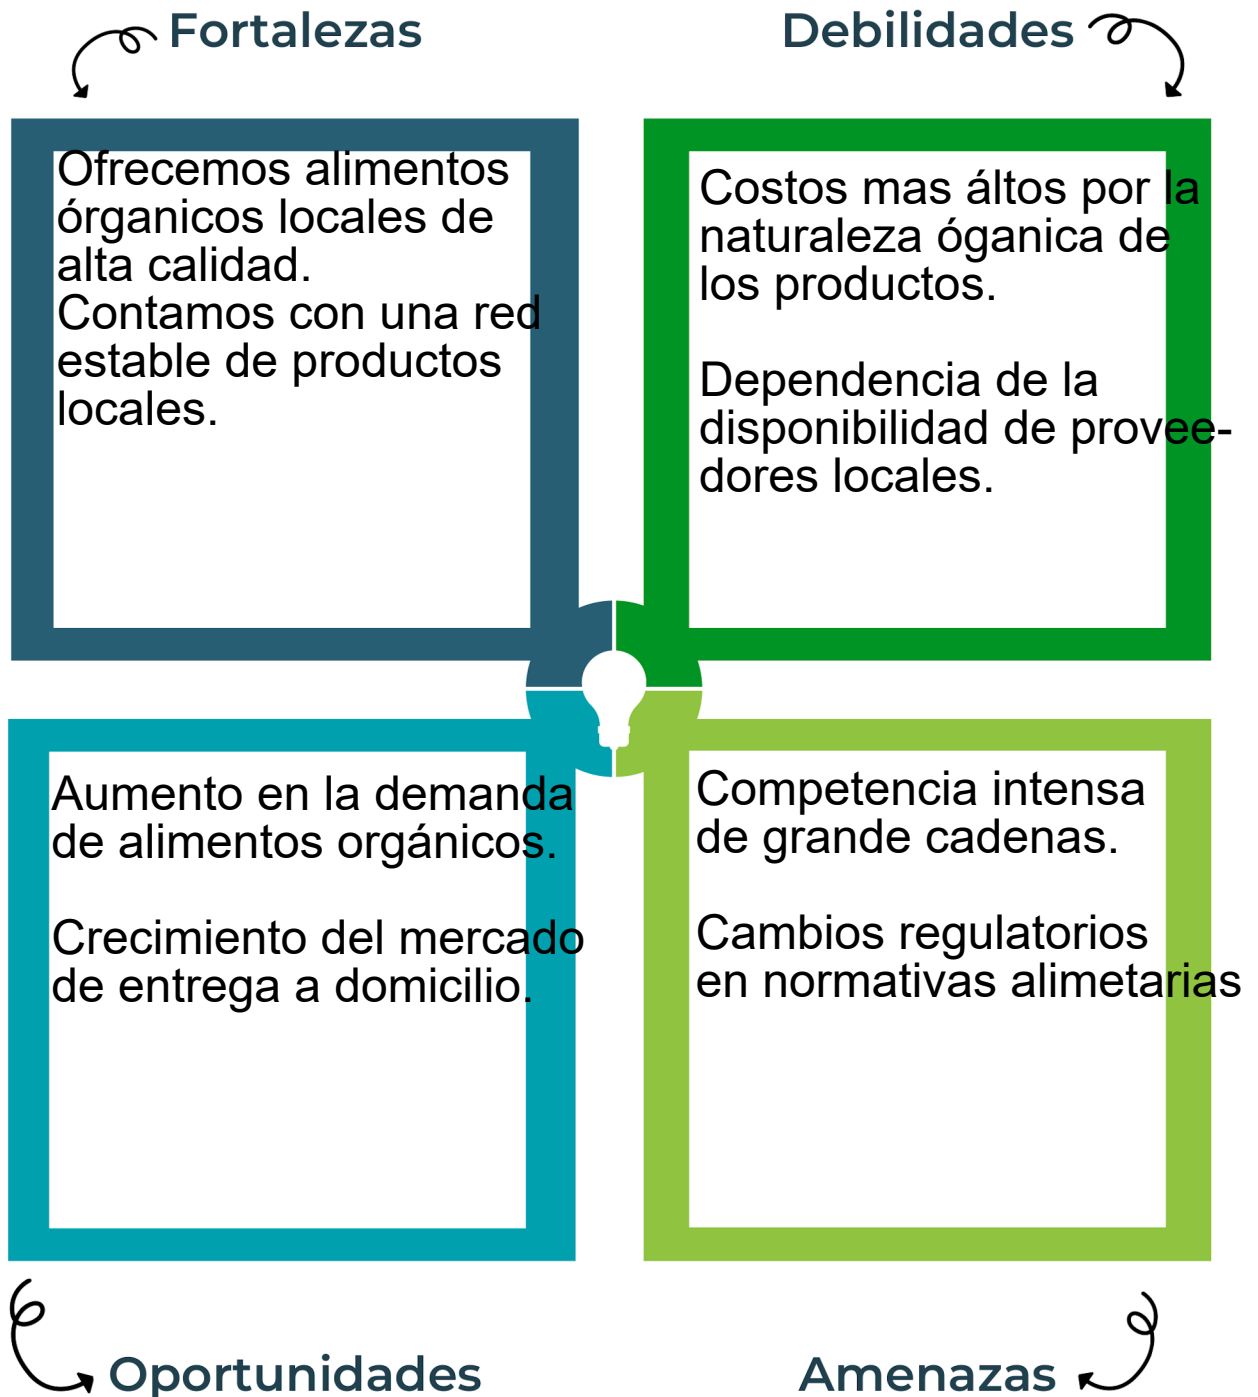 Fortalezas
Ofrecemos alimentos
órganicos locales de
alta calidad.
Contamos con una red
estable de productos
locales.
Debilidades
Costos mas áltos por la
naturaleza óganica de
los productos.
Dependencia de la
disponibilidad de provee-
dores locales.
Aumento en la demanda
de alimentos orgánicos.
Crecimiento del mercado
de entrega a domicilio.
Oportunidades
Competencia intensa
de grande cadenas.
Cambios regulatorios
en normativas alimetarias
Amenazas